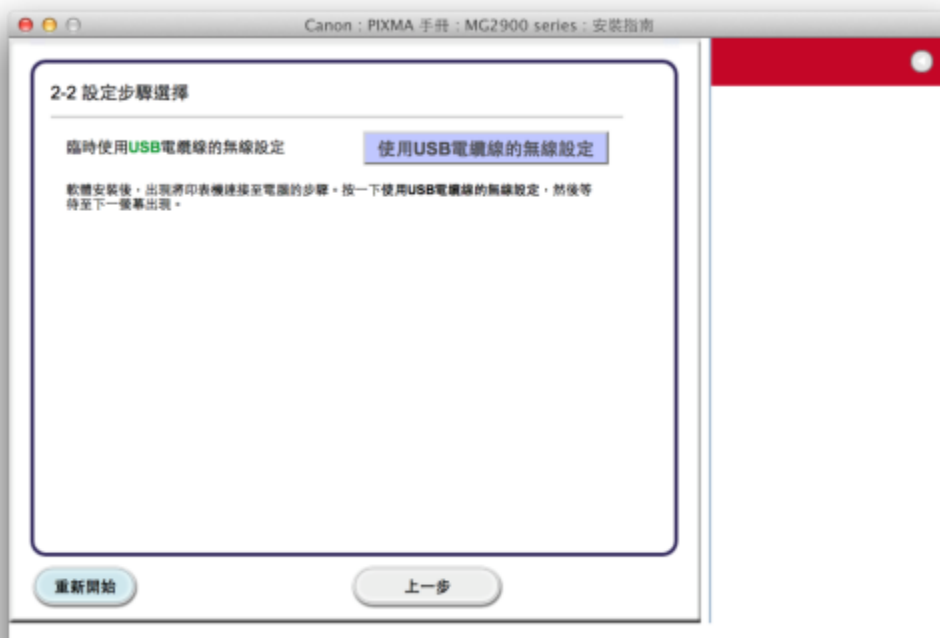 Canon：PIXMA 手冊：MG2900 series：安裝指南
2-2 設定步驟選擇
臨時使用USB電纜線的無線設定
使用USB電纜線的無線設定
軟體安裝後，出現將印表機連接至電腦的步驟。按一下使用USB電纜線的無線設定，然後等
待至下一螢幕出現。
重新開始
上一步